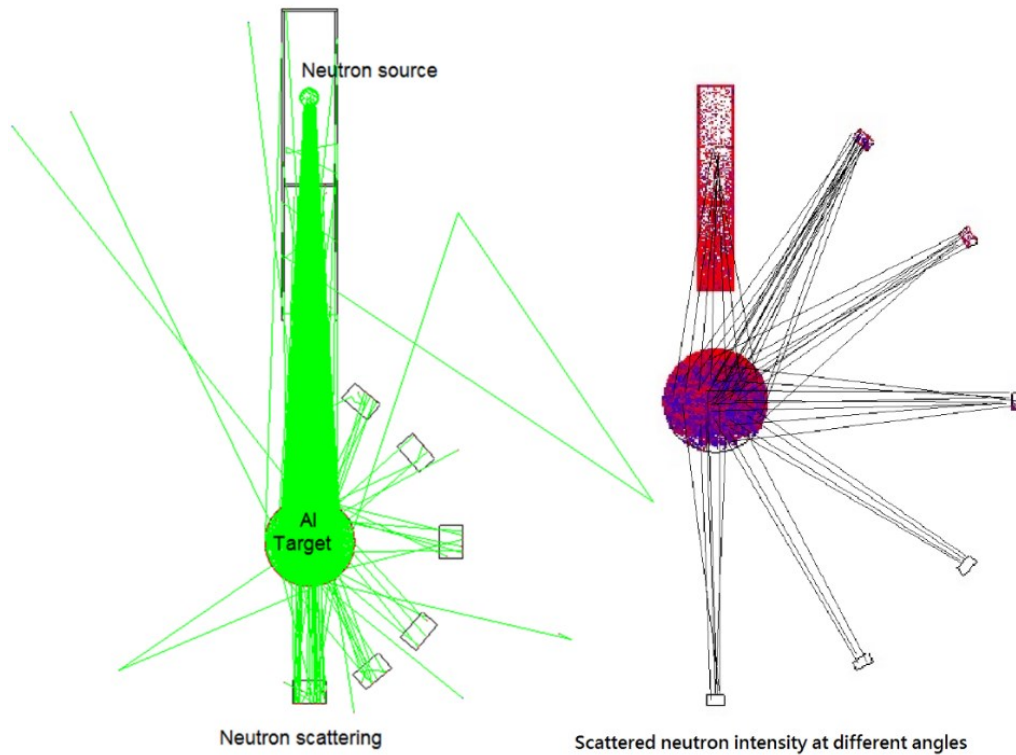 Neutron source
Al
Target
Neutron scattering
Scattered neutron intensity at different angles